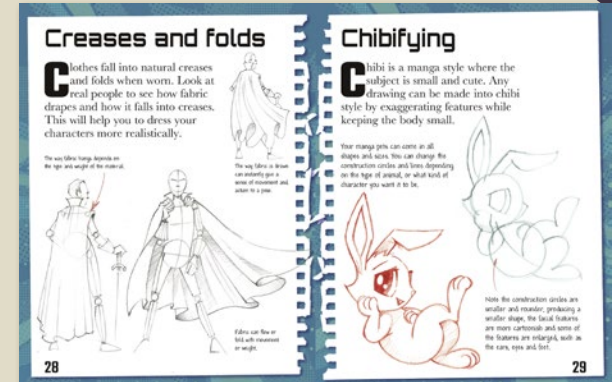 Creases and folds
Clothes fall into natural creases
and folds when worn. Look at
real people to see how fabric
drapes and how it falls into creases.
This will help you to dress your
characters more realistically.
The way fabric hangs depends on
the type and weight of the material.
The way fabric is drawn
can instantly give a
sense of movement and
action to a pose.
Fabric can flow or
fold with movement
or weight.
28
Chibifying
Chibi is a manga style where the
subject is small and cute. Any
drawing can be made into chibi
style by exaggerating features while
keeping the body small.
Your manga pets can come in all
shapes and sizes. You can change the
construction circles and lines depending
on the type of animal, or what kind of
character you want it to be.
Note the construction circles are
smaller and rounder, producing a
smaller shape, the facial features
are more cartoonish and some of
the features are enlarged, such as
the ears, eyes and feet.
29